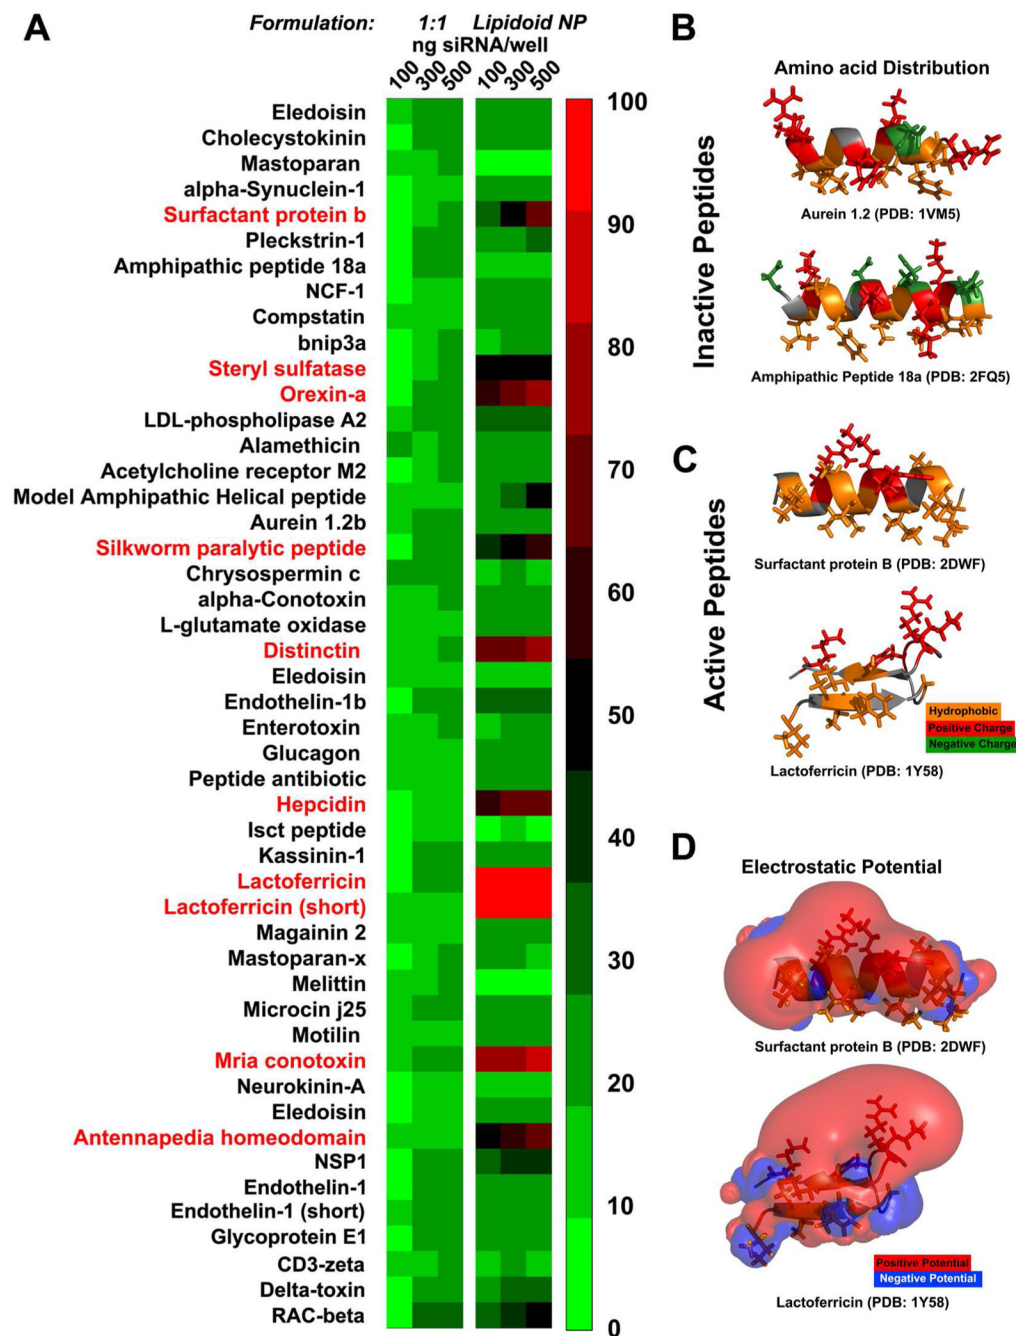 A
Formulation: 1:1 Lipidoid NP
ng siRNA/well
100 300 500 100 300 500
Eledoisin
Cholecystokinin
Mastoparan
alpha-Synuclein-1
Surfactant protein b
Pleckstrin-1
Amphipathic peptide 18a
NCF-1
Compstatin
bnip3a
Steryl sulfatase
Orexin-a
LDL-phospholipase A2
Alamethicin
Acetylcholine receptor M2
Model Amphipathic Helical peptide
Aurein 1.2b
Silkworm paralytic peptide
Chrysospermin c
alpha-Conotoxin
L-glutamate oxidase
Distinctin
Eledoisin
Endothelin-1b
Enterotoxin
Glucagon
Peptide antibiotic
Hepcidin
Isct peptide
Kassinin-1
Lactoferricin
Lactoferricin (short)
Magainin 2
Mastoparan-x
Melittin
Microcin j25
Motilin
Mria conotoxin
Neurokinin-A
Eledoisin
Antennapedia homeodomain
NSP1
Endothelin-1
Endothelin-1 (short)
Glycoprotein E1
CD3-zeta
Delta-toxin
RAC-beta
100
90
80
70
60
50
40
30
20
10
0
B
Amino acid Distribution
Inactive Peptides
Aurein 1.2 (PDB: 1VM5)
Amphipathic Peptide 18a (PDB: 2FQ5)
C
Active Peptides
Surfactant protein B (PDB: 2DWF)
Hydrophobic
Positive Charge
Negative Charge
Lactoferricin (PDB: 1Y58)
D
Electrostatic Potential
Surfactant protein B (PDB: 2DWF)
Positive Potential
Negative Potential
Lactoferricin (PDB: 1Y58)